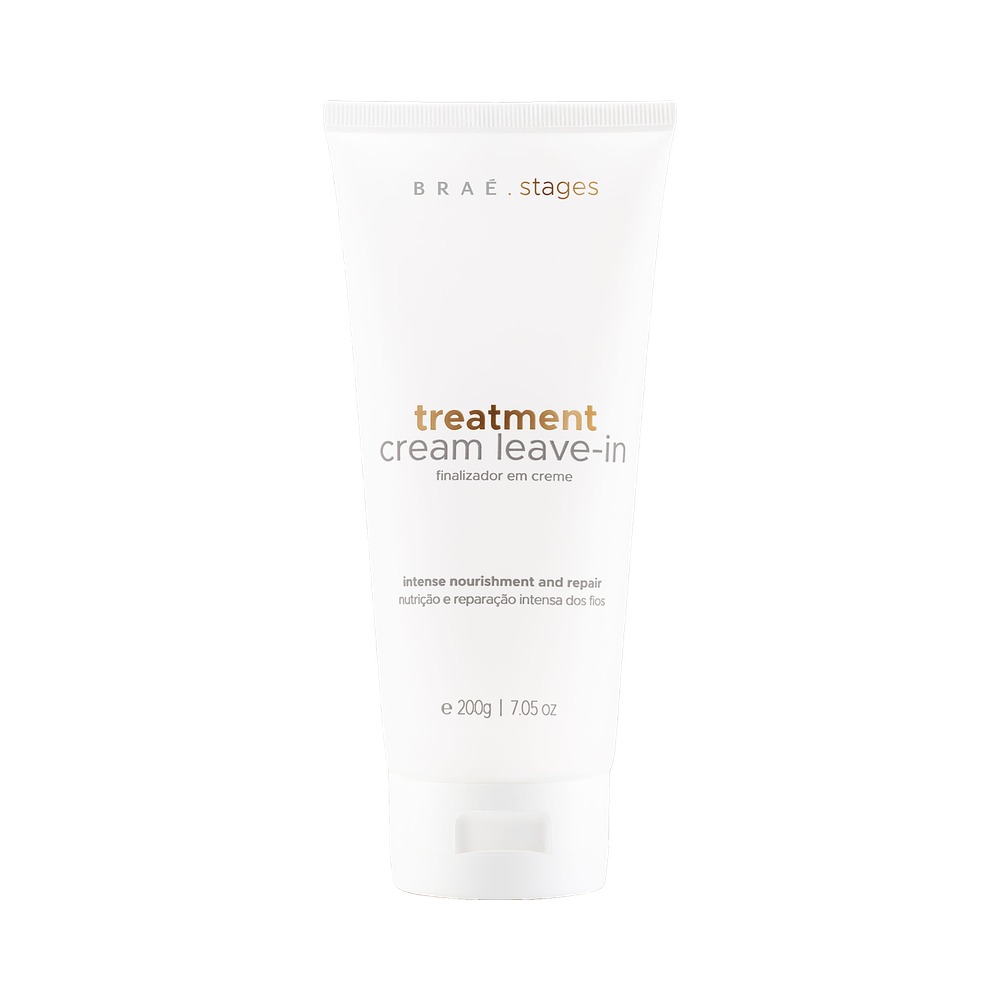 BRAÉ.stages
treatment
cream leave-in
finalizador em creme
intense nourishment and repair
nutrição e reparação intensa dos fios
℮ 200g | 7.05 oz